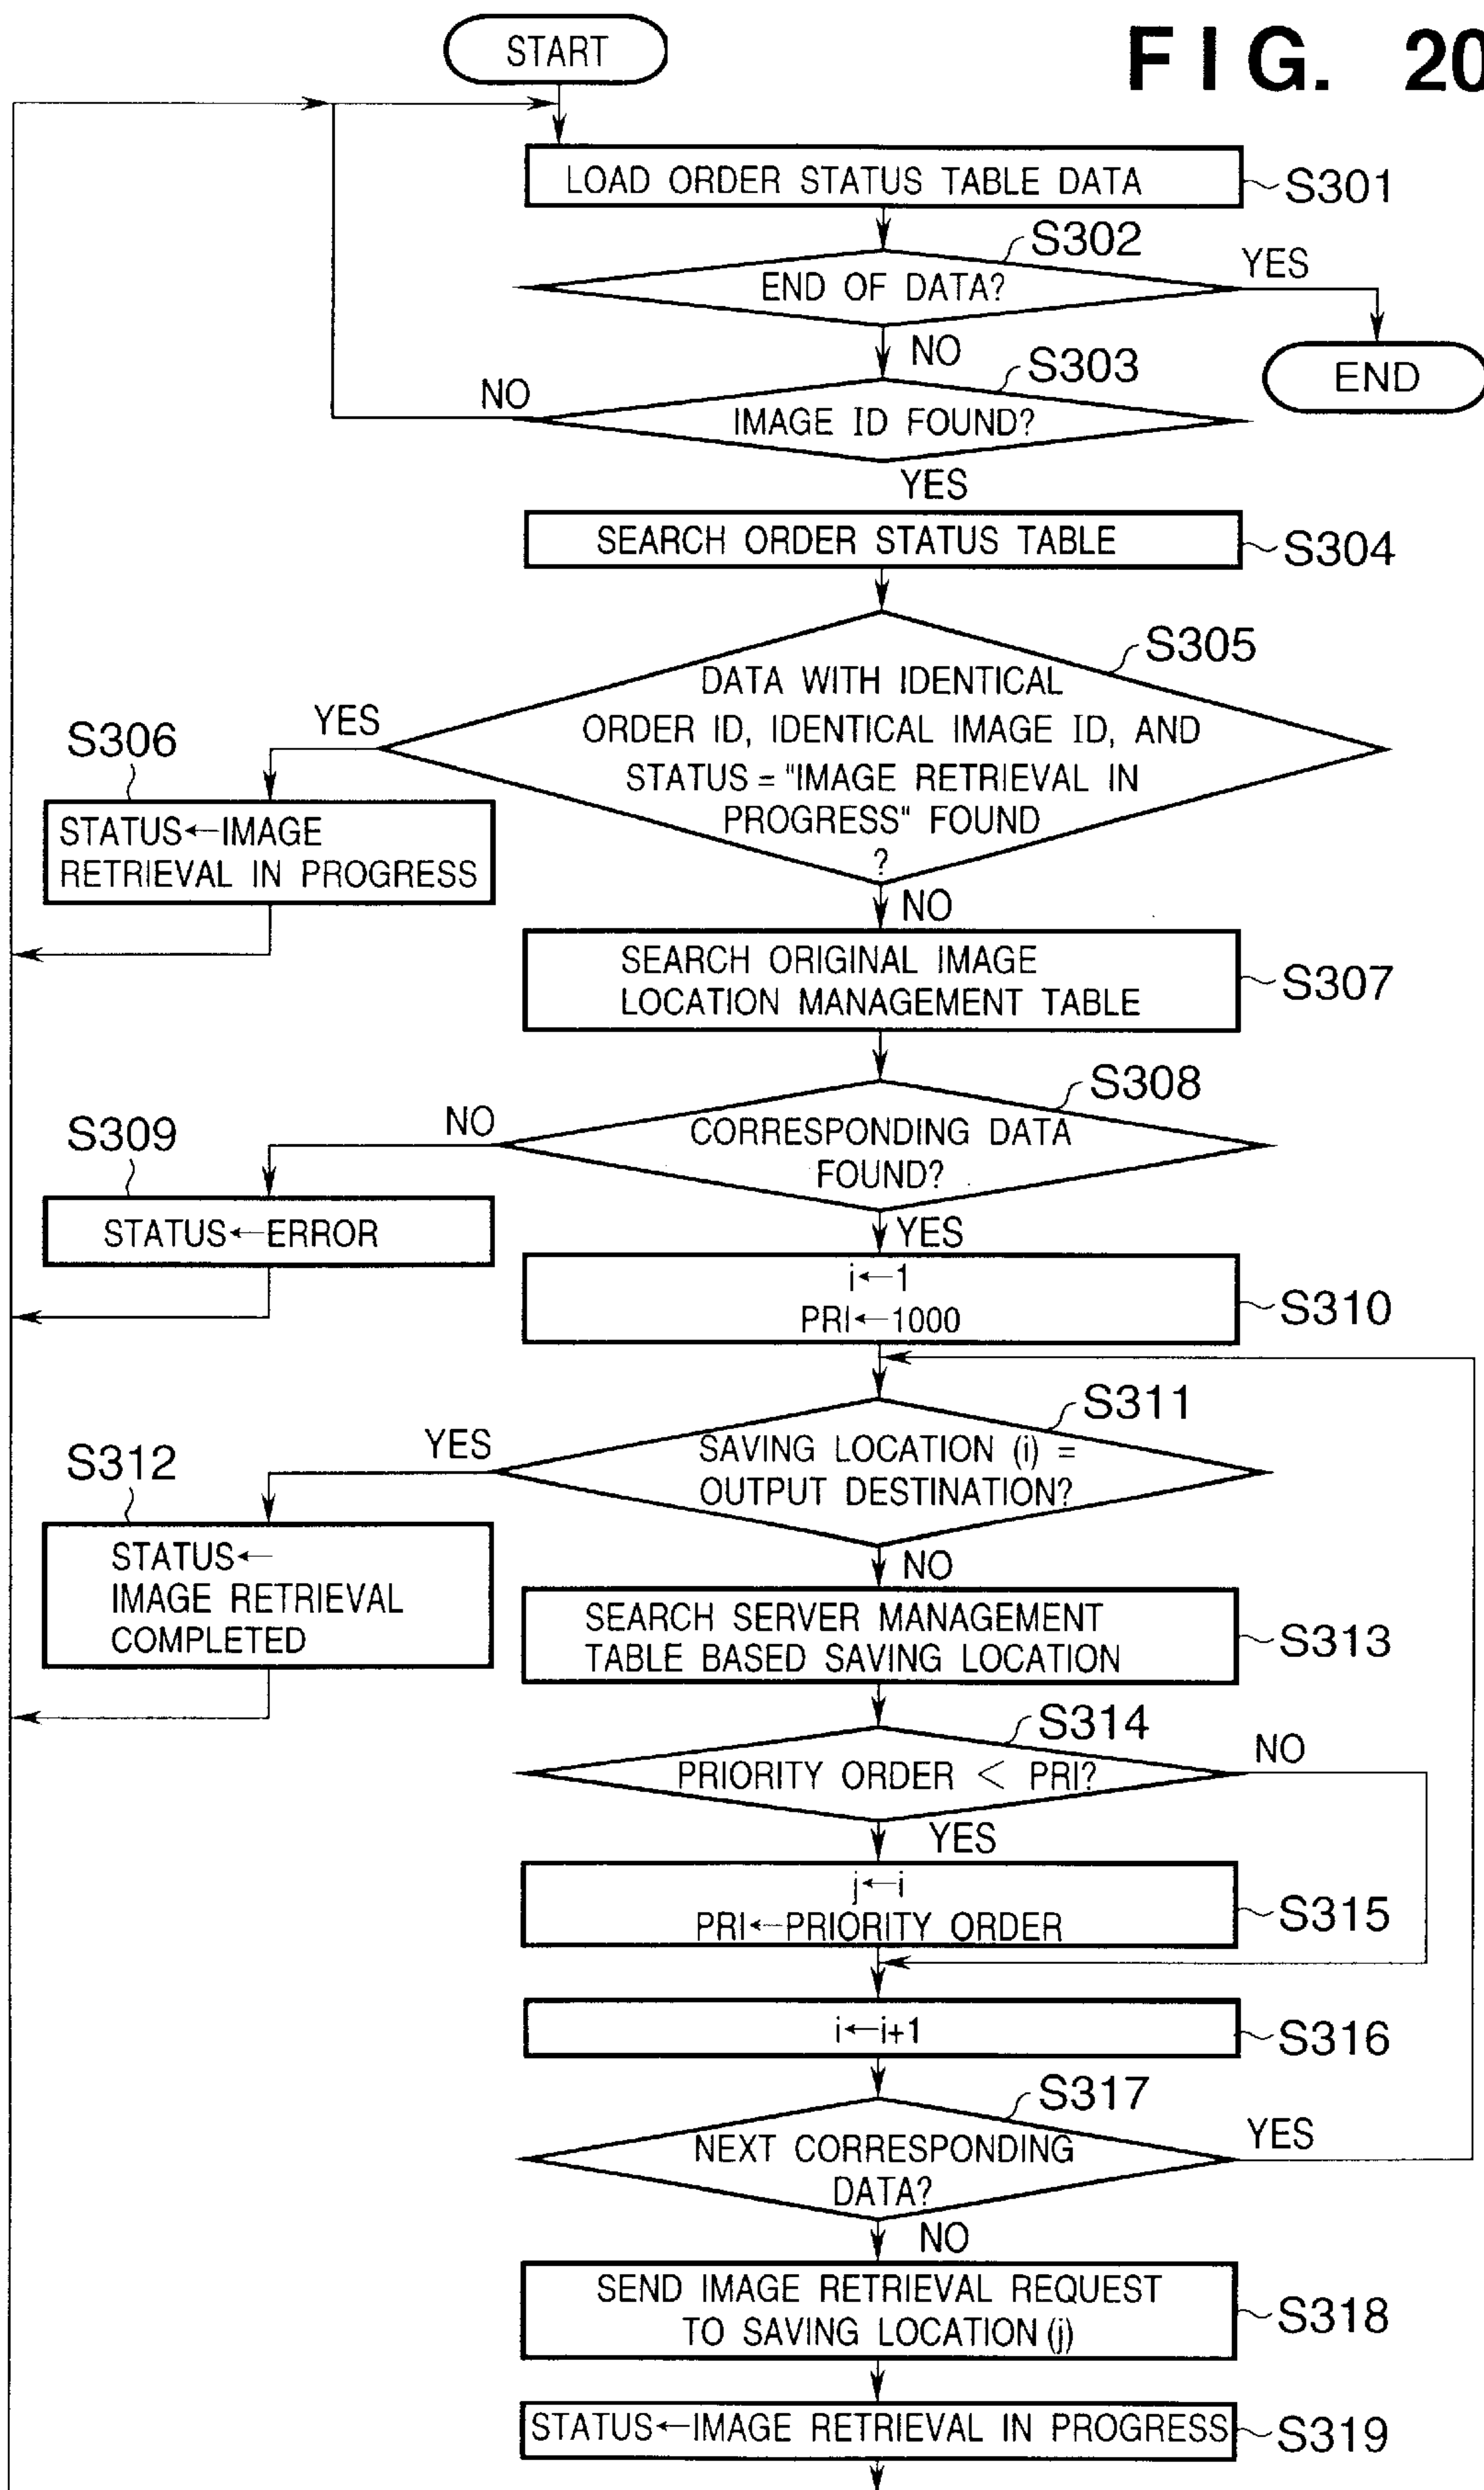 FIG. 20
START
LOAD ORDER STATUS TABLE DATA
S301
S302
END OF DATA?
YES
NO
END
S303
NO
IMAGE ID FOUND?
YES
SEARCH ORDER STATUS TABLE
S304
S305
DATA WITH IDENTICAL
ORDER ID, IDENTICAL IMAGE ID, AND
STATUS = "IMAGE RETRIEVAL IN
PROGRESS" FOUND
?
YES
S306
STATUS←IMAGE
RETRIEVAL IN PROGRESS
NO
SEARCH ORIGINAL IMAGE
LOCATION MANAGEMENT TABLE
S307
S308
CORRESPONDING DATA
FOUND?
NO
S309
STATUS←ERROR
YES
i←1
PRI←1000
S310
S311
SAVING LOCATION (i) =
OUTPUT DESTINATION?
YES
S312
STATUS←
IMAGE RETRIEVAL
COMPLETED
NO
SEARCH SERVER MANAGEMENT
TABLE BASED SAVING LOCATION
S313
S314
PRIORITY ORDER < PRI?
NO
YES
j←i
PRI←PRIORITY ORDER
S315
i←i+1
S316
S317
NEXT CORRESPONDING
DATA?
YES
NO
SEND IMAGE RETRIEVAL REQUEST
TO SAVING LOCATION (j)
S318
STATUS←IMAGE RETRIEVAL IN PROGRESS
S319